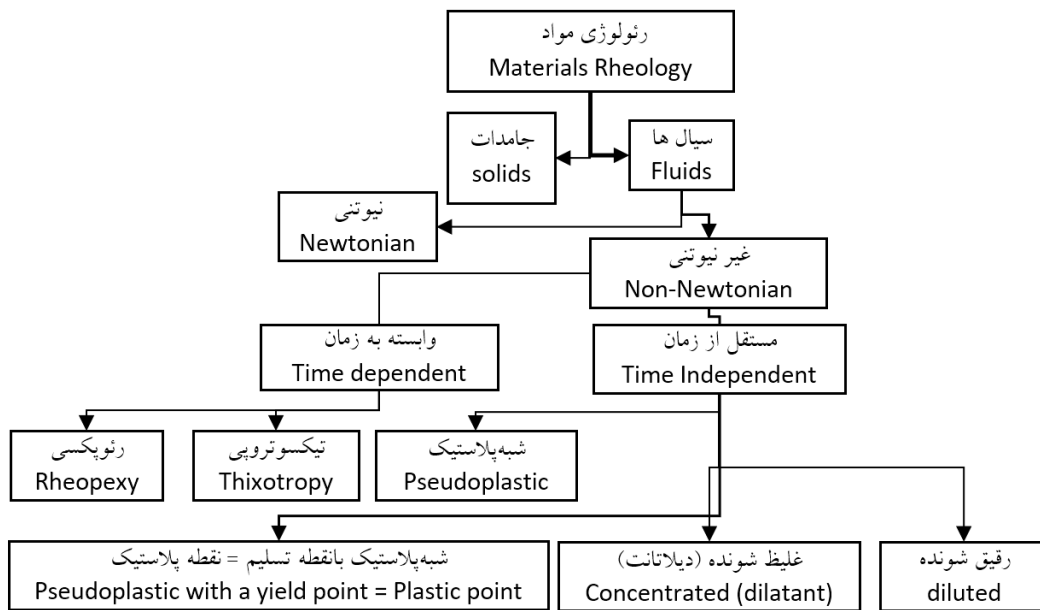 رئولوژی مواد
Materials Rheology
جامدات
solids
سیال ها
Fluids
نیوتنی
Newtonian
غیر نیوتنی
Non-Newtonian
وابسته به زمان
Time dependent
مستقل از زمان
Time Independent
رئوپکسی
Rheopexy
تیکسوتروپی
Thixotropy
شبه‌پلاستیک
Pseudoplastic
شبه‌پلاستیک بانقطه تسلیم = نقطه پلاستیک
Pseudoplastic with a yield point = Plastic point
غلیظ شونده (دیلاتانت)
Concentrated (dilatant)
رقیق شونده
diluted